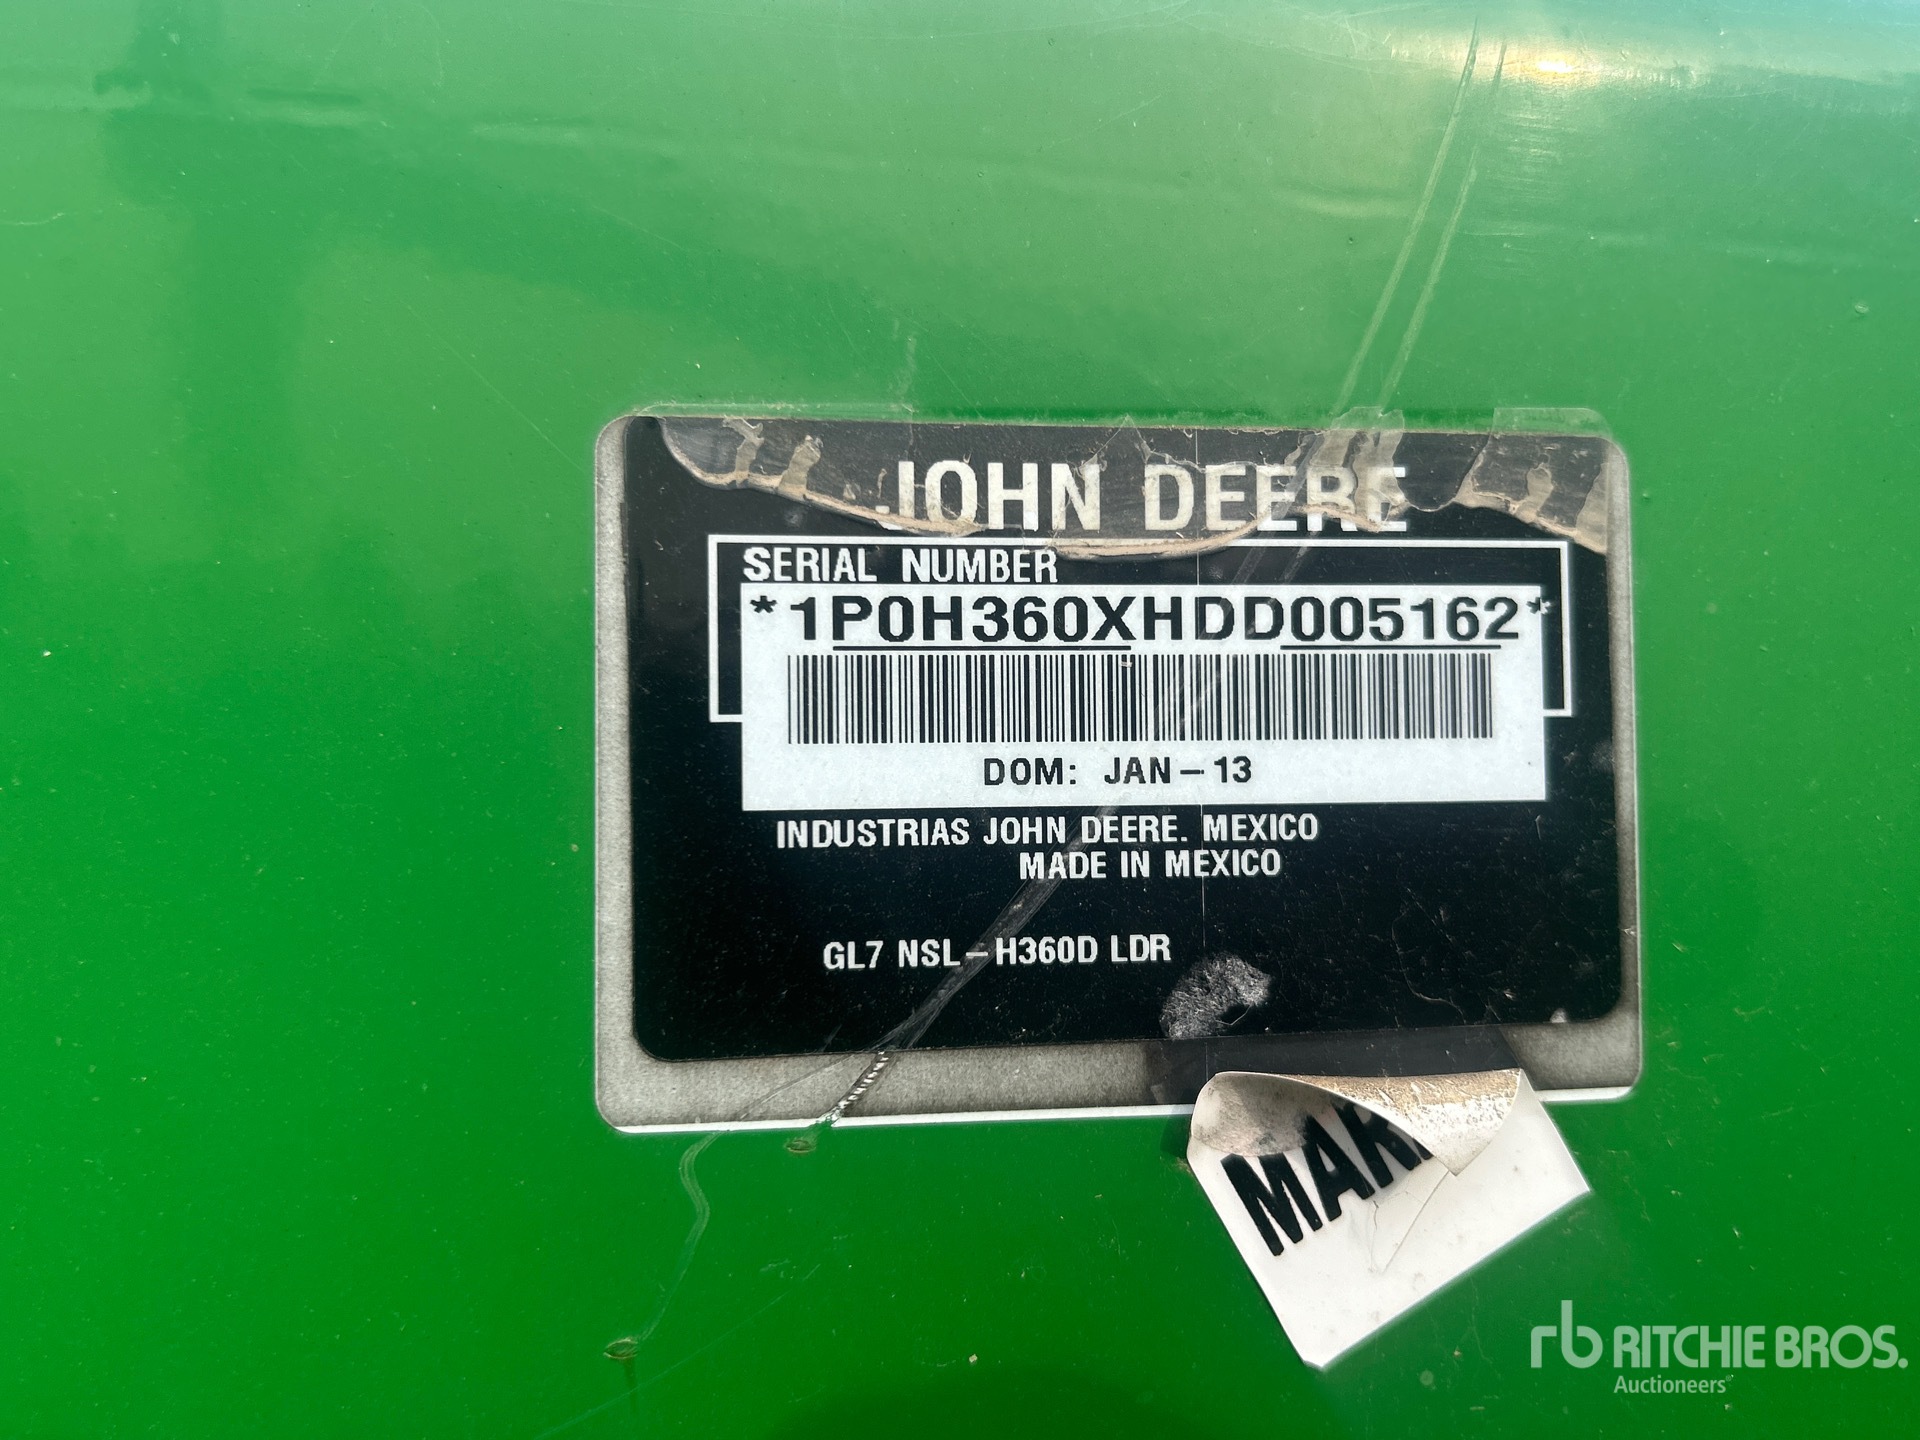 JOHN DEERE
SERIAL NUMBER
*1P0H360XHDD005162*
DOM: JAN-13
INDUSTRIAS JOHN DEERE. MEXICO
MADE IN MEXICO
GL7 NSL-H360D LDR
rb RITCHIE BROS.
Auctioneers